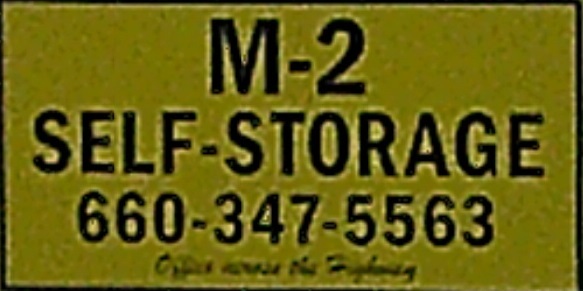 M-2
SELF-STORAGE
660-347-5563
Office across the Highway